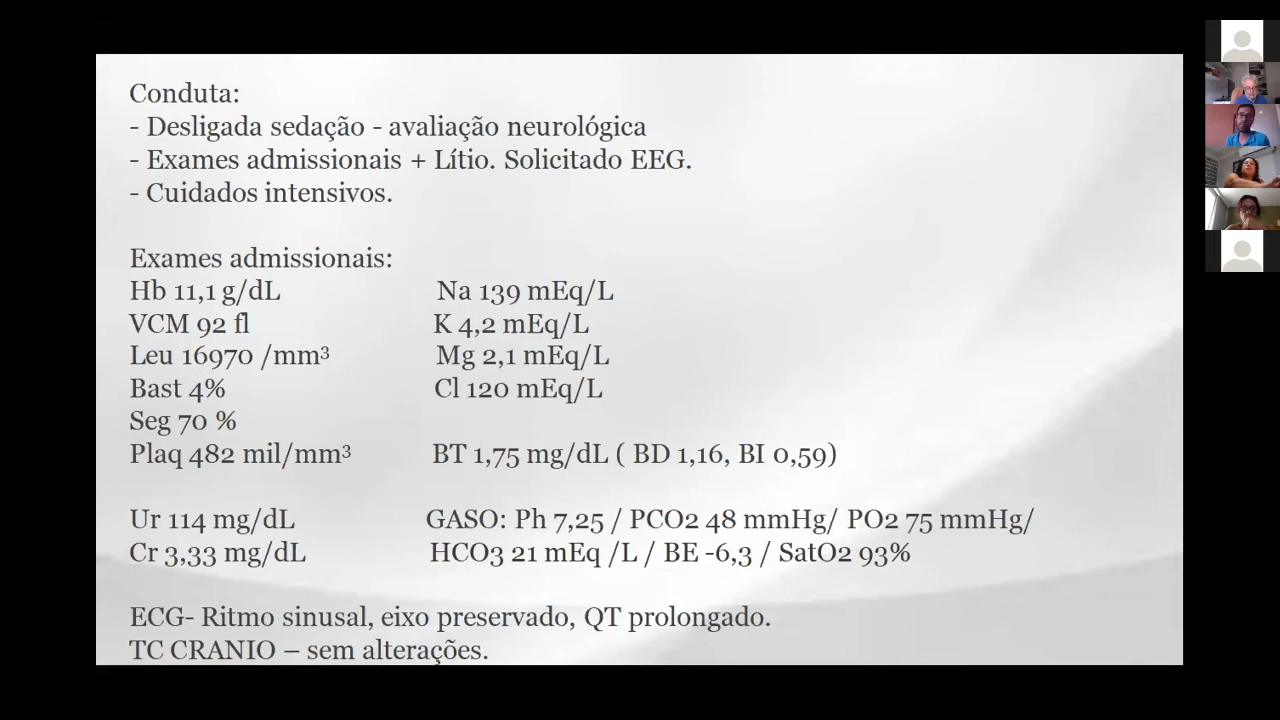 Conduta:
- Desligada sedação - avaliação neurológica
- Exames admissionais + Lítio. Solicitado EEG.
- Cuidados intensivos.
Exames admissionais:
Hb 11,1 g/dL Na 139 mEq/L
VCM 92 fl K 4,2 mEq/L
Leu 16970 /mm³ Mg 2,1 mEq/L
Bast 4% Cl 120 mEq/L
Seg 70 %
Plaq 482 mil/mm³ BT 1,75 mg/dL ( BD 1,16, BI 0,59)
Ur 114 mg/dL GASO: Ph 7,25 / PCO2 48 mmHg/ PO2 75 mmHg/
Cr 3,33 mg/dL HCO3 21 mEq /L / BE -6,3 / SatO2 93%
ECG- Ritmo sinusal, eixo preservado, QT prolongado.
TC CRANIO – sem alterações.